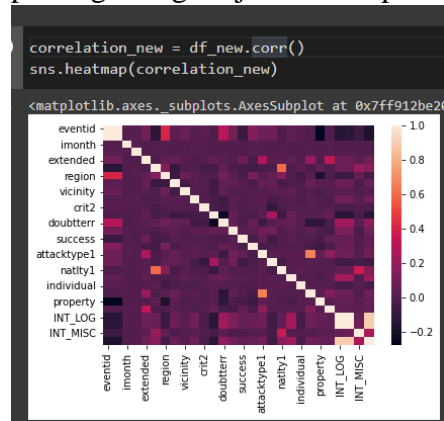 correlation_new = df_new.corr()
sns.heatmap(correlation_new)
<matplotlib.axes._subplots.AxesSubplot at 0x7ff912be20
eventid
imonth
extended
region
vicinity
crit2
doubtterr
success
attacktype1
natlty1
individual
property
INT_LOG
INT_MISC
1.0
0.8
0.6
0.4
0.2
0.0
−0.2
eventid
imonth
extended
region
vicinity
crit2
doubtterr
success
attacktype1
natlty1
individual
property
INT_LOG
INT_MISC